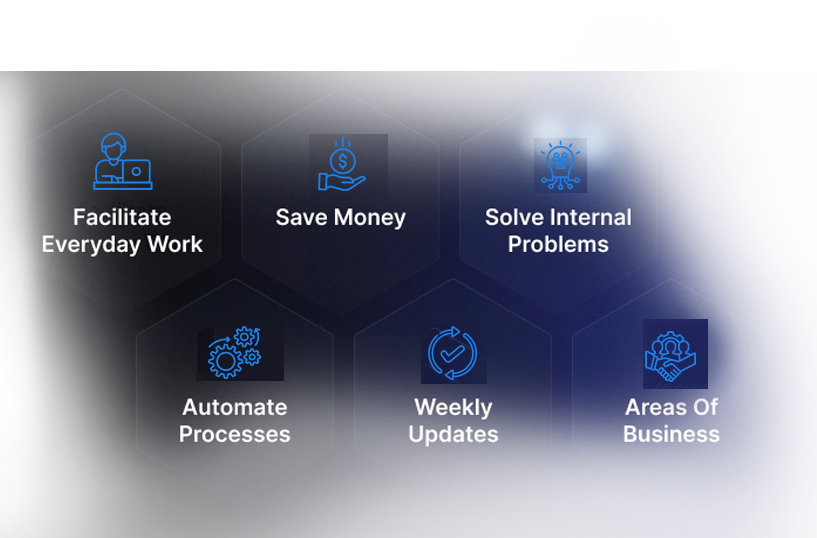 Facilitate
Everyday Work
Save Money
Solve Internal
Problems
Automate
Processes
Weekly
Updates
Areas Of
Business